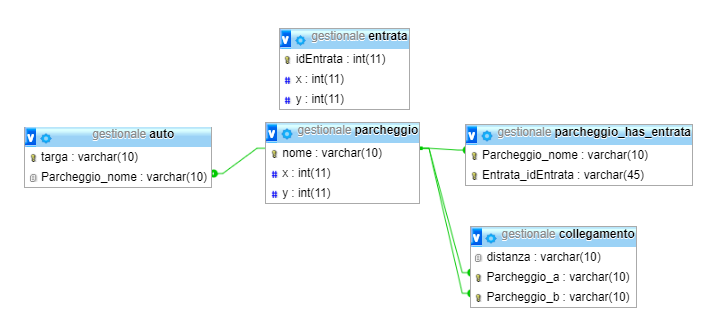 gestionale entrata
idEntrata : int(11)
x : int(11)
y : int(11)
gestionale auto
targa : varchar(10)
Parcheggio_nome : varchar(10)
gestionale parcheggio
nome : varchar(10)
x : int(11)
y : int(11)
gestionale parcheggio_has_entrata
Parcheggio_nome : varchar(10)
Entrata_idEntrata : varchar(45)
gestionale collegamento
distanza : varchar(10)
Parcheggio_a : varchar(10)
Parcheggio_b : varchar(10)